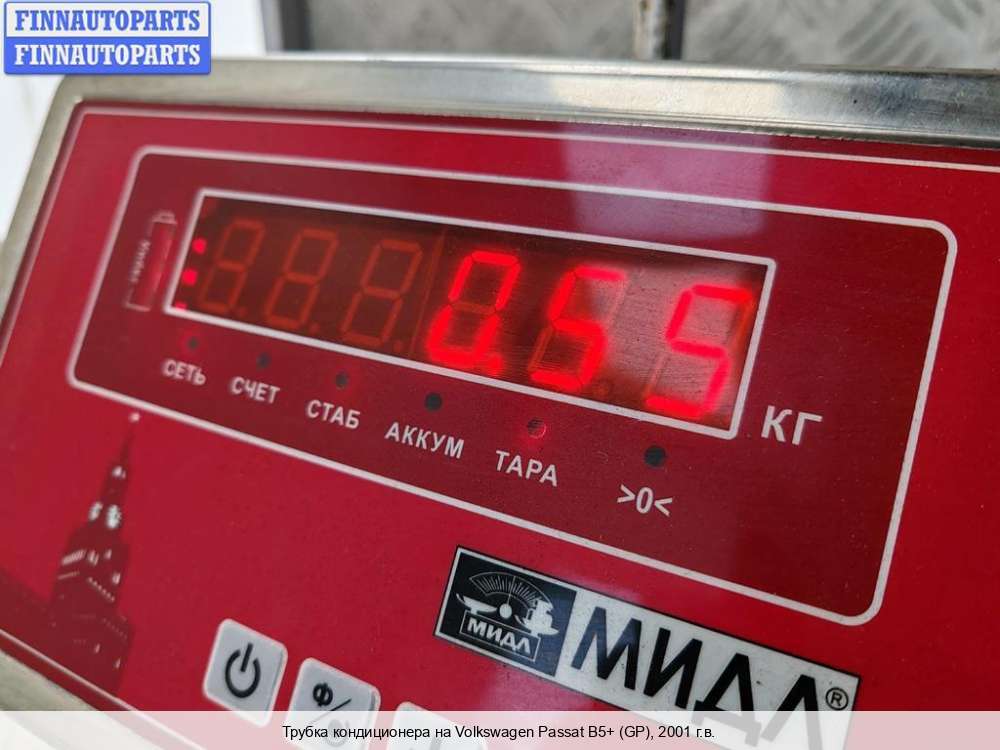 FINNAUTOPARTS
FINNAUTOPARTS
0.55
КГ
СЕТЬ СЧЕТ СТАБ АККУМ ТАРА >0<
МИДЛ
МИДЛ®
Трубка кондиционера на Volkswagen Passat B5+ (GP), 2001 г.в.